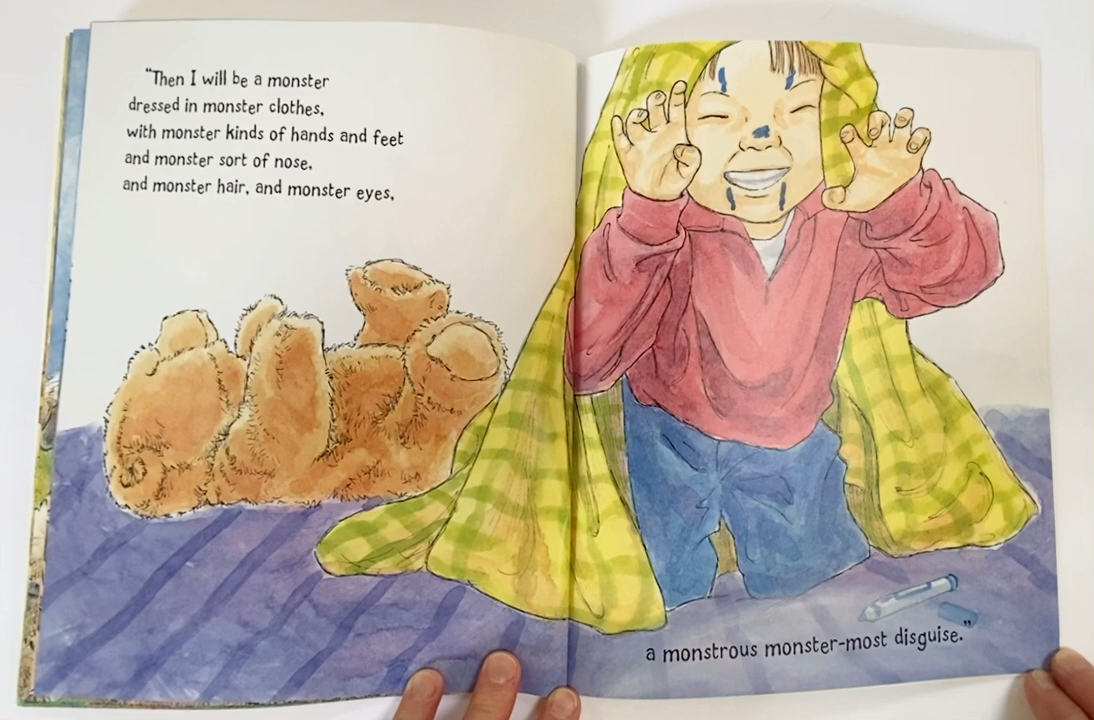 “Then I will be a monster
dressed in monster clothes,
with monster kinds of hands and feet
and monster sort of nose,
and monster hair, and monster eyes,
a monstrous monster-most disguise.”